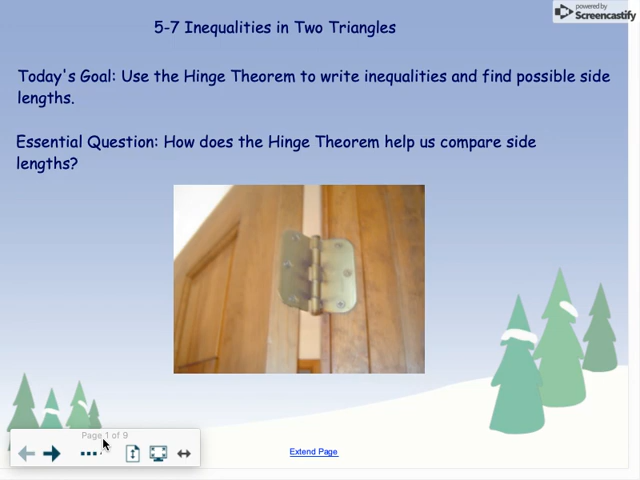 powered by
Screencastify
5-7 Inequalities in Two Triangles
Today's Goal: Use the Hinge Theorem to write inequalities and find possible side
lengths.
Essential Question: How does the Hinge Theorem help us compare side
lengths?
Page 1 of 9
Extend Page